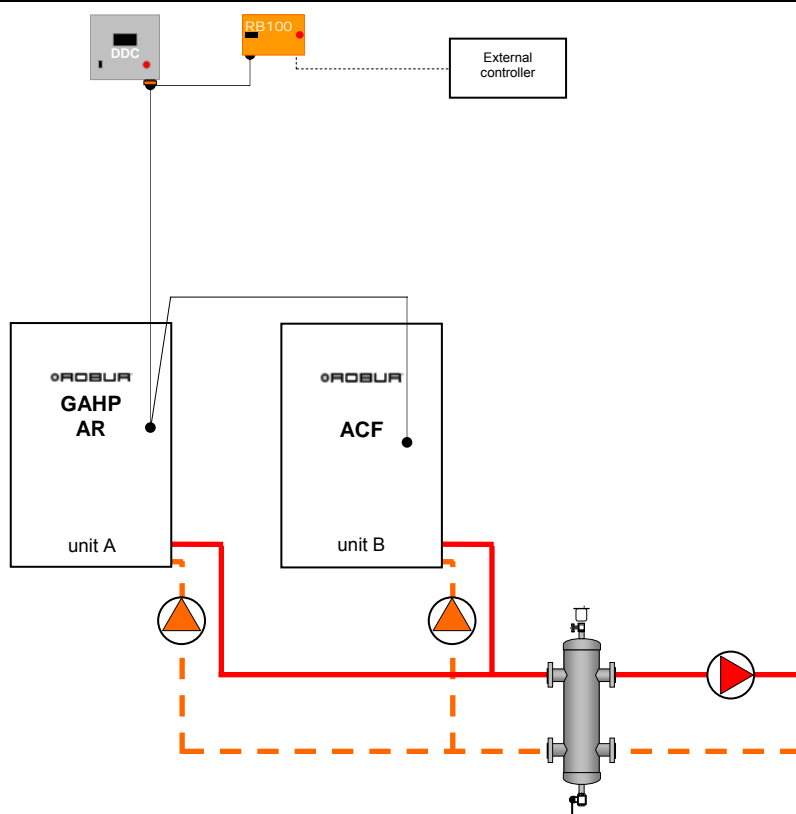 DDC
RB100
External
controller
ROBUR
GAHP
AR
unit A
ROBUR
ACF
unit B